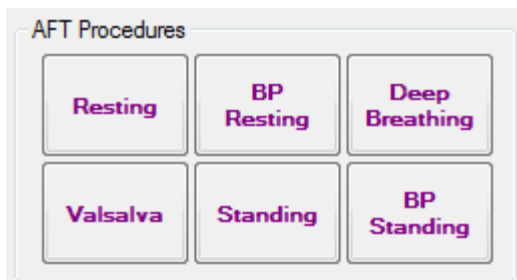 AFT Procedures
Resting
BP
Resting
Deep
Breathing
Valsalva
Standing
BP
Standing